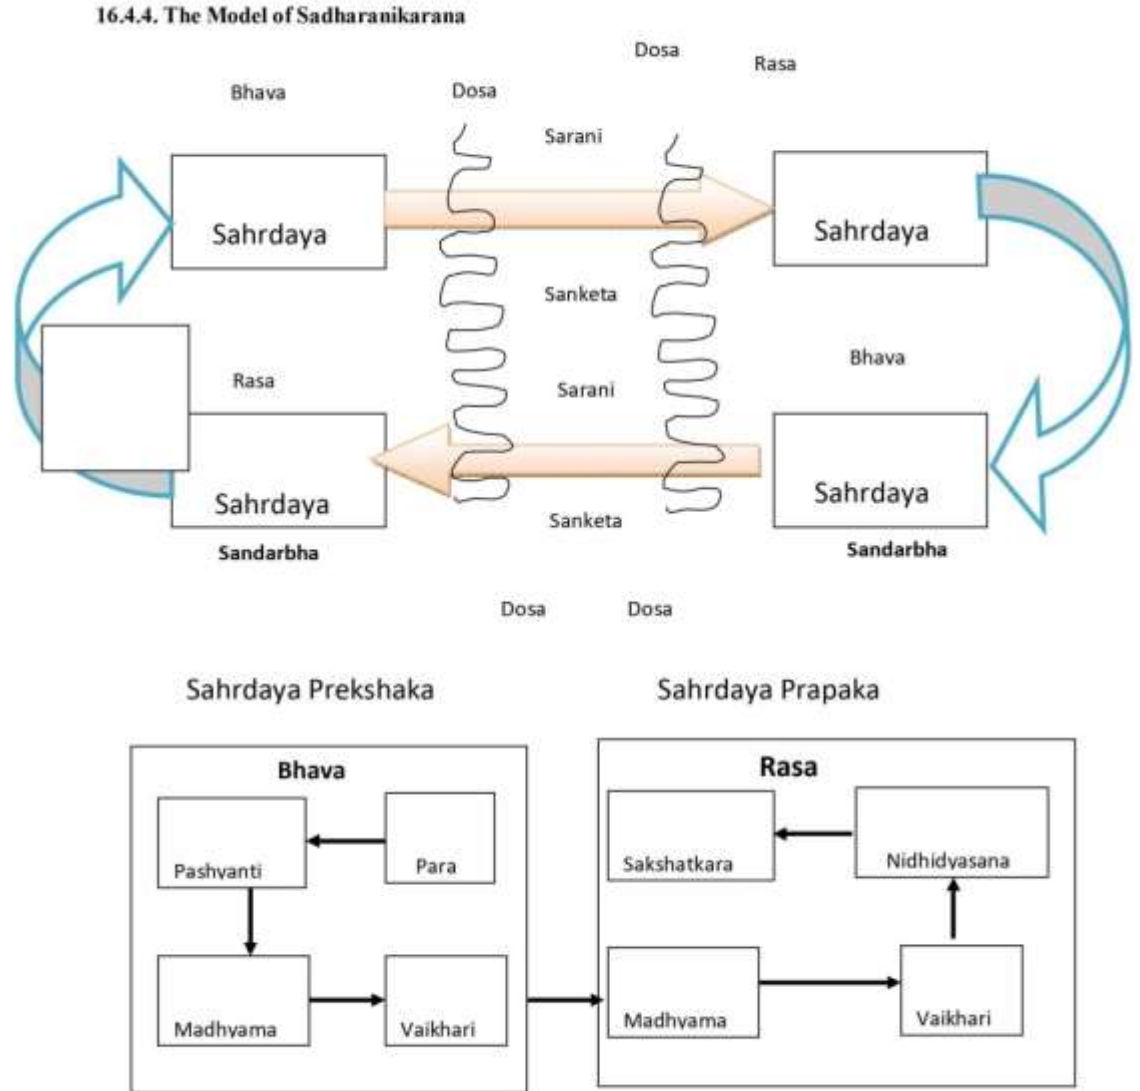 16.4.4. The Model of Sadharanikarana
Dosa
Rasa
Bhava
Dosa
Sarani
Sahrdaya
Sahrdaya
Sanketa
Bhava
Rasa
Sarani
Sahrdaya
Sahrdaya
Sanketa
Sandarbha
Sandarbha
Dosa Dosa
Sahrdaya Prekshaka
Sahrdaya Prapaka
Bhava
Pashyanti
Para
Madhyama
Vaikhari
Rasa
Sakshatkara
Nidhidyasana
Madhyama
Vaikhari